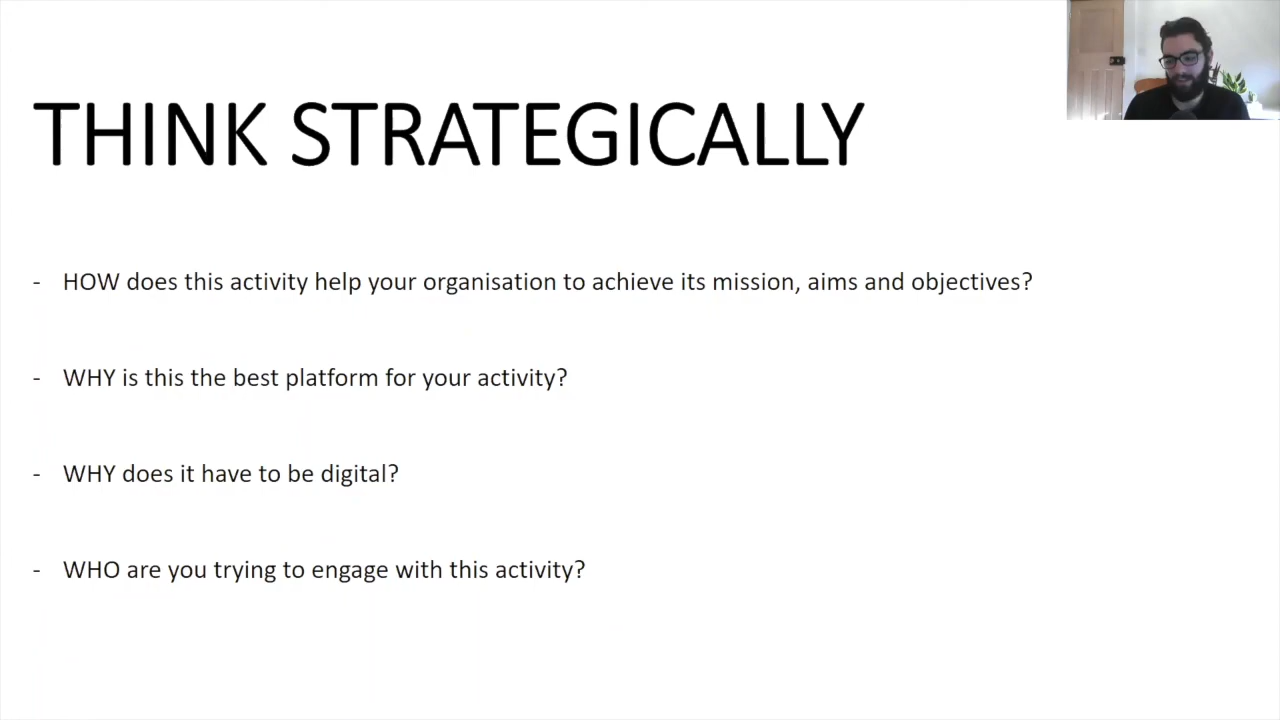 THINK STRATEGICALLY
- HOW does this activity help your organisation to achieve its mission, aims and objectives?
- WHY is this the best platform for your activity?
- WHY does it have to be digital?
- WHO are you trying to engage with this activity?